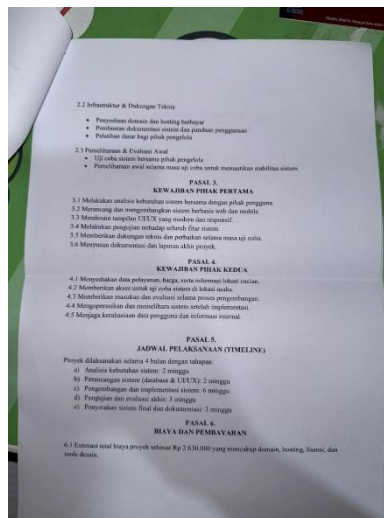 2.2 Infrastruktur & Dukungan Teknis
• Penyediaan domain dan hosting berbayar
• Pembuatan dokumentasi sistem dan panduan penggunaan
• Pelatihan dasar bagi pihak pengelola
2.3 Pemeliharaan & Evaluasi Awal
• Uji coba sistem bersama pihak pengelola
• Pemeliharaan awal selama masa uji coba untuk memastikan stabilitas sistem
PASAL 3.
KEWAJIBAN PIHAK PERTAMA
3.1 Melakukan analisis kebutuhan sistem bersama dengan pihak pengguna.
3.2 Merancang dan mengembangkan sistem berbasis web dan mobile.
3.3 Mendesain tampilan UI/UX yang modern dan responsif.
3.4 Melakukan pengujian terhadap seluruh fitur sistem.
3.5 Memberikan dukungan teknis dan perbaikan selama masa uji coba.
3.6 Menyusun dokumentasi dan laporan akhir proyek.
PASAL 4.
KEWAJIBAN PIHAK KEDUA
4.1 Menyediakan data pelayanan, harga, serta informasi lokasi
4.2 Memberikan akses untuk uji coba sistem di lokasi usaha.
4.3 Memberikan masukan dan evaluasi selama proses pengembangan.
4.4 Mengoperasikan dan memelihara sistem setelah implementasi.
4.5 Menjaga kerahasiaan data pengguna dan informasi internal.
PASAL 5.
JADWAL PELAKSANAAN (TIMELINE)
Proyek dilaksanakan selama 4 bulan dengan tahapan:
a) Analisis kebutuhan sistem: 2 minggu
b) Perancangan sistem (database & UI/UX): 2 minggu
c) Pengembangan dan implementasi sistem: 6 minggu
d) Pengujian dan evaluasi akhir: 3 minggu
e) Penyerahan sistem final dan dokumentasi: 3 minggu
PASAL 6.
BIAYA DAN PEMBAYARAN
6.1 Estimasi total biaya proyek sebesar Rp 2.630.000 yang mencakup domain, hosting, lisensi, dan
tools desain.